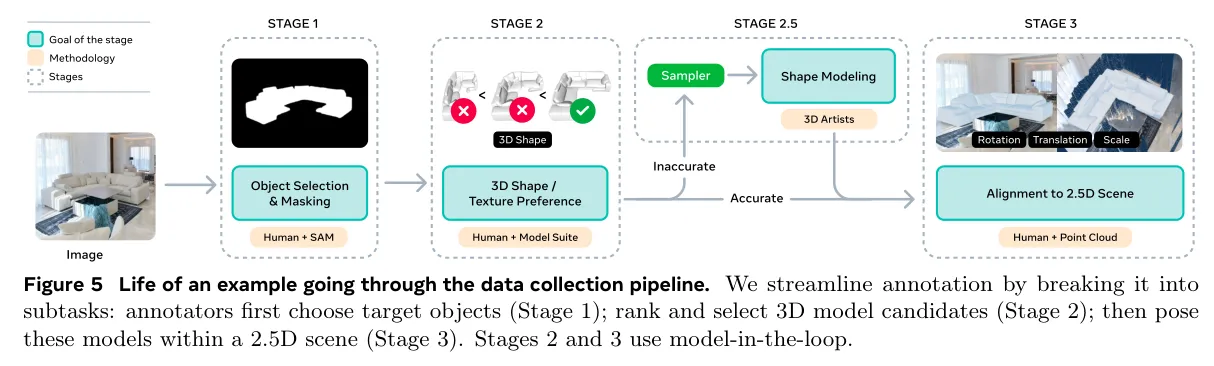 STAGE 1
STAGE 2
STAGE 2.5
STAGE 3
Goal of the stage
Methodology
Stages
Image
Object Selection
& Masking
Human + SAM
<
<
3D Shape
3D Shape /
Texture Preference
Human + Model Suite
Sampler
Shape Modeling
3D Artists
Inaccurate
Accurate
Rotation
Translation
Scale
Alignment to 2.5D Scene
Human + Point Cloud
Figure 5 Life of an example going through the data collection pipeline. We streamline annotation by breaking it into
subtasks: annotators first choose target objects (Stage 1); rank and select 3D model candidates (Stage 2); then pose
these models within a 2.5D scene (Stage 3). Stages 2 and 3 use model-in-the-loop.